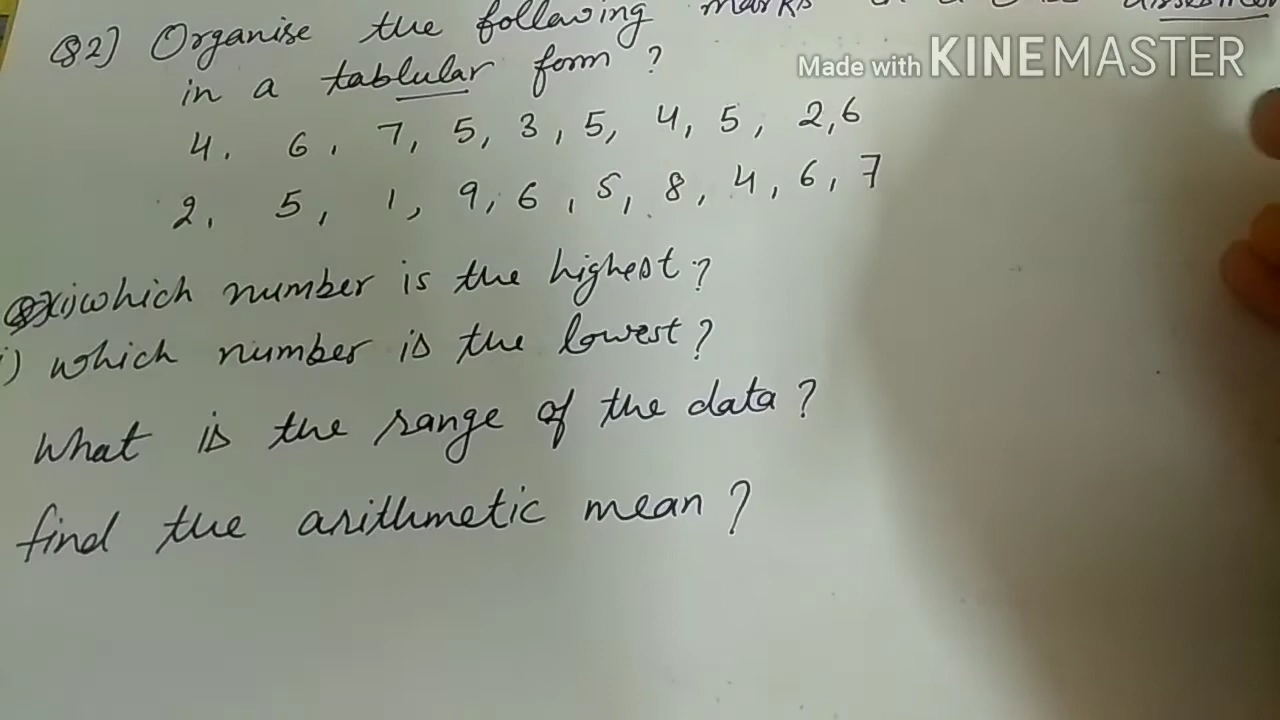 Q2] Organise the following marks in a
in a tablular form ?
Made with KINEMASTER
4, 6, 7, 5, 3, 5, 4, 5, 2,6
2, 5, 1, 9, 6, 5, 8, 4, 6, 7
i) which number is the highest ?
i) which number is the lowest ?
What is the range of the data ?
find the arithmetic mean ?